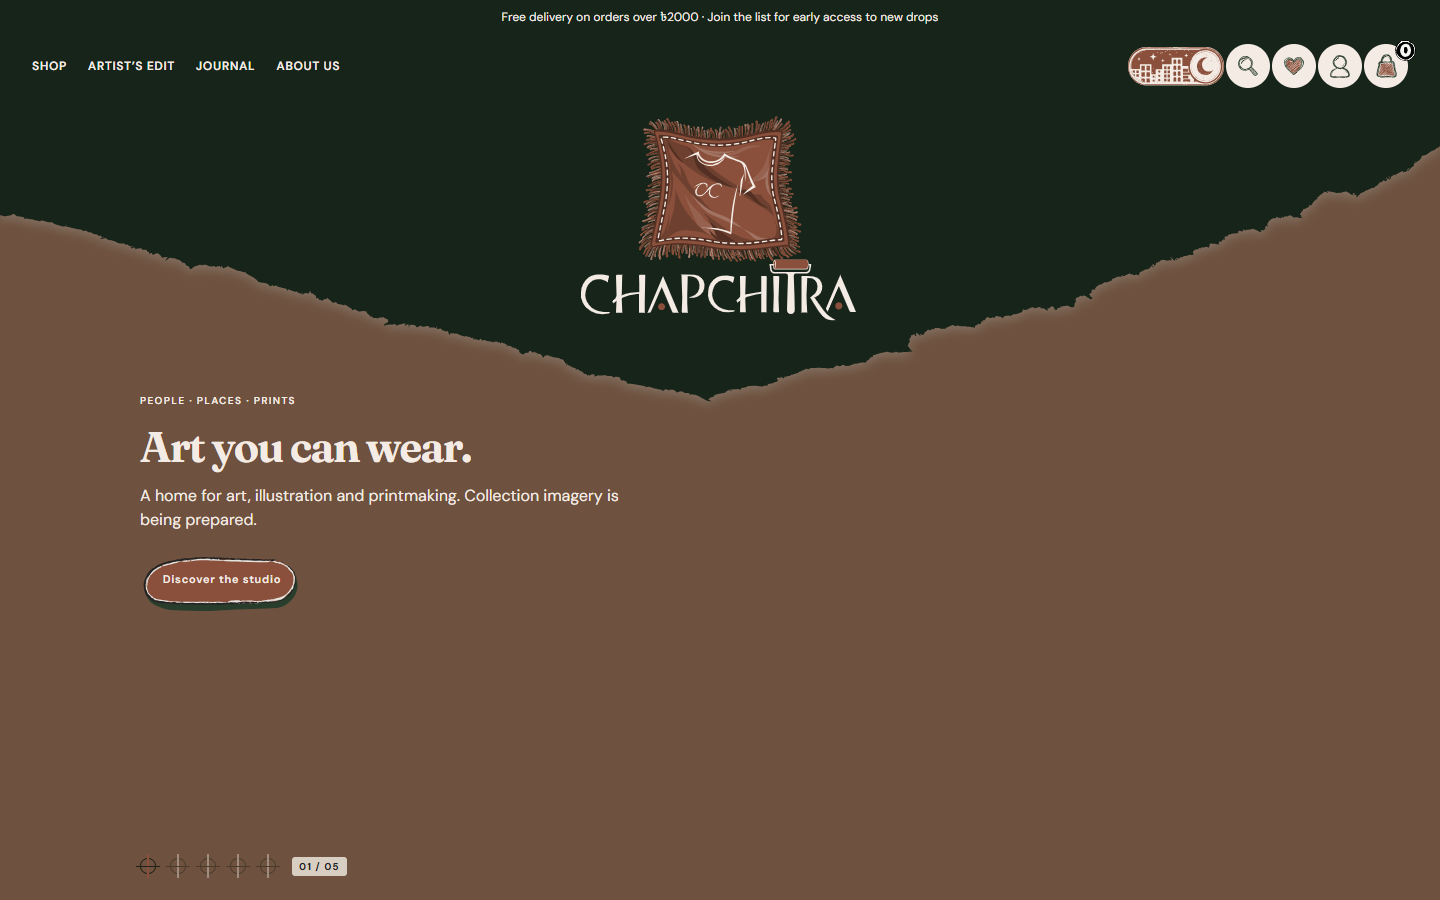 Free delivery on orders over ৳2000 · Join the list for early access to new drops
SHOP ARTIST'S EDIT JOURNAL ABOUT US
0
CC
CHAPCHITRA
PEOPLE · PLACES · PRINTS
Art you can wear.
A home for art, illustration and printmaking. Collection imagery is
being prepared.
Discover the studio
01 / 05